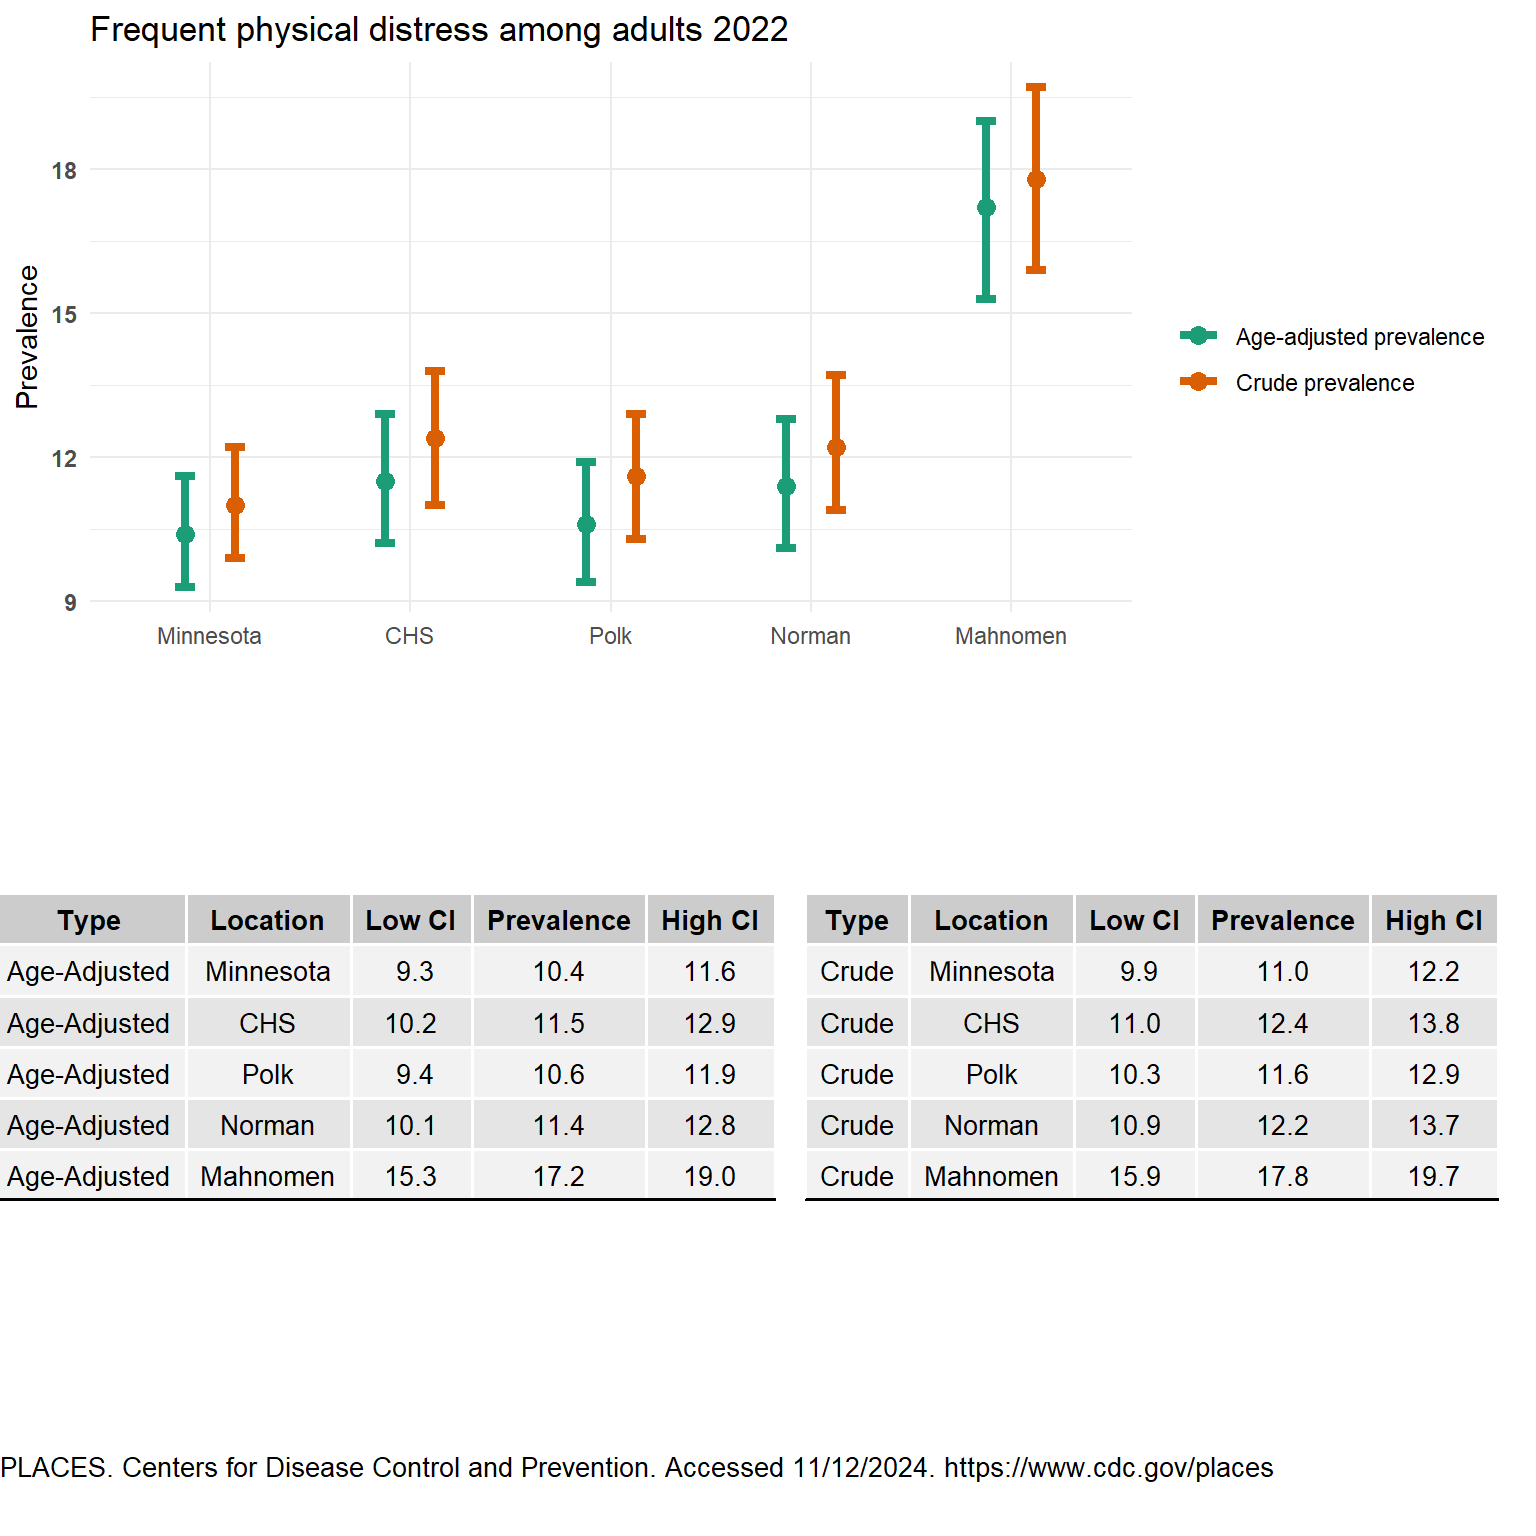 Frequent physical distress among adults 2022
Prevalence
18
15
12
9
Minnesota CHS Polk Norman Mahnomen
Age-adjusted prevalence
Crude prevalence
Type Location Low CI Prevalence High CI
Age-Adjusted Minnesota 9.3 10.4 11.6
Age-Adjusted CHS 10.2 11.5 12.9
Age-Adjusted Polk 9.4 10.6 11.9
Age-Adjusted Norman 10.1 11.4 12.8
Age-Adjusted Mahnomen 15.3 17.2 19.0
Type Location Low CI Prevalence High CI
Crude Minnesota 9.9 11.0 12.2
Crude CHS 11.0 12.4 13.8
Crude Polk 10.3 11.6 12.9
Crude Norman 10.9 12.2 13.7
Crude Mahnomen 15.9 17.8 19.7
PLACES. Centers for Disease Control and Prevention. Accessed 11/12/2024. https://www.cdc.gov/places